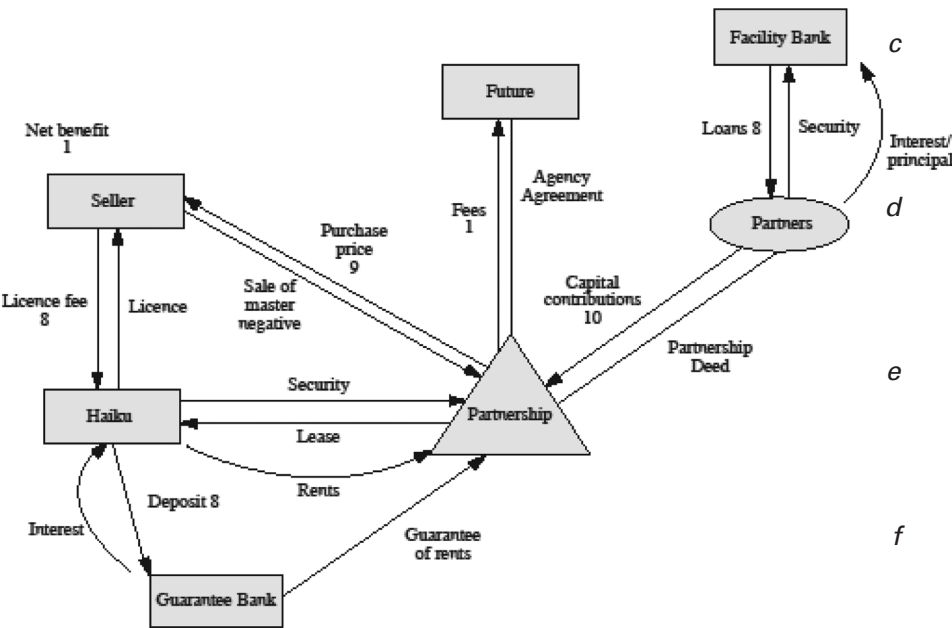 Facility Bank
c
Future
Net benefit
1
Loans 8
Security
Interest/
principal
Seller
Agency
Agreement
Fees
1
d
Partners
Purchase
price
9
Sale of
master
negative
Capital
contributions
10
Licence fee
8
Licence
Partnership
Deed
e
Security
Haiku
Partnership
Lease
Rents
Deposit 8
Interest
Guarantee
of rents
f
Guarantee Bank